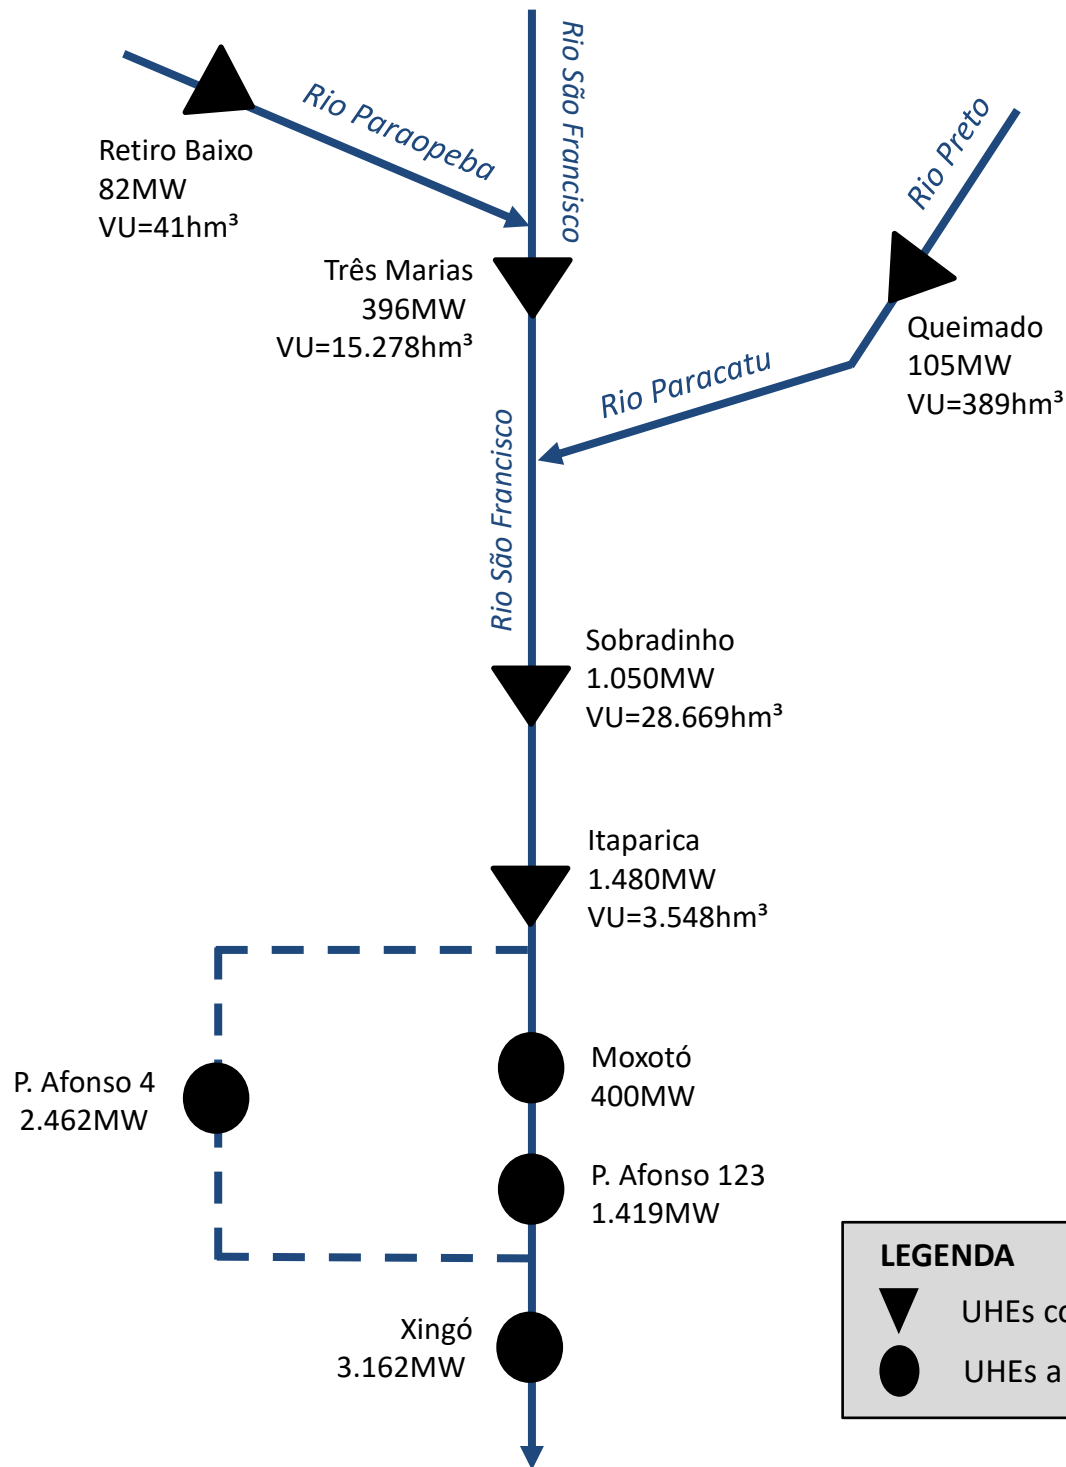 Rio São Francisco
Rio Paraopeba
Rio Preto
Retiro Baixo
82MW
VU=41hm³
Três Marias
396MW
VU=15.278hm³
Queimado
105MW
VU=389hm³
Rio Paracatu
Rio São Francisco
Sobradinho
1.050MW
VU=28.669hm³
Itaparica
1.480MW
VU=3.548hm³
Moxotó
400MW
P. Afonso 4
2.462MW
P. Afonso 123
1.419MW
Xingó
3.162MW
LEGENDA
UHEs
UHEs a